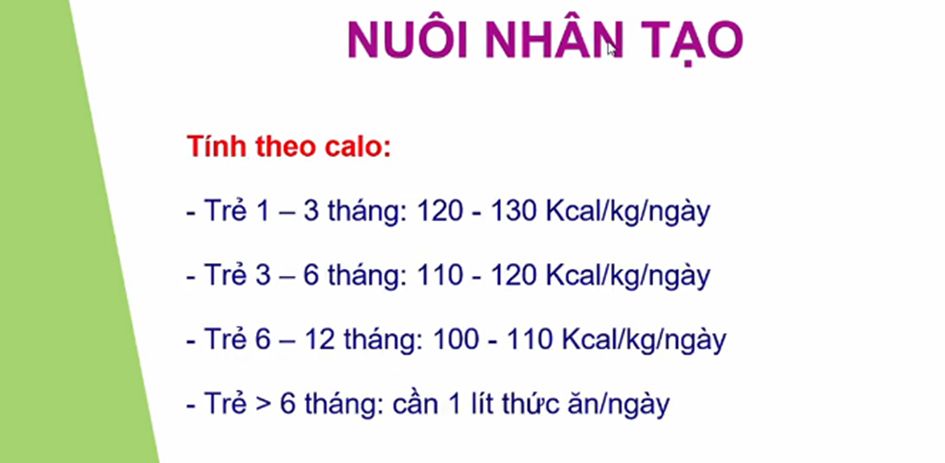 NUÔI NHÂN TẠO
Tính theo calo:
- Trẻ 1 – 3 tháng: 120 - 130 Kcal/kg/ngày
- Trẻ 3 – 6 tháng: 110 - 120 Kcal/kg/ngày
- Trẻ 6 – 12 tháng: 100 - 110 Kcal/kg/ngày
- Trẻ > 6 tháng: cần 1 lít thức ăn/ngày